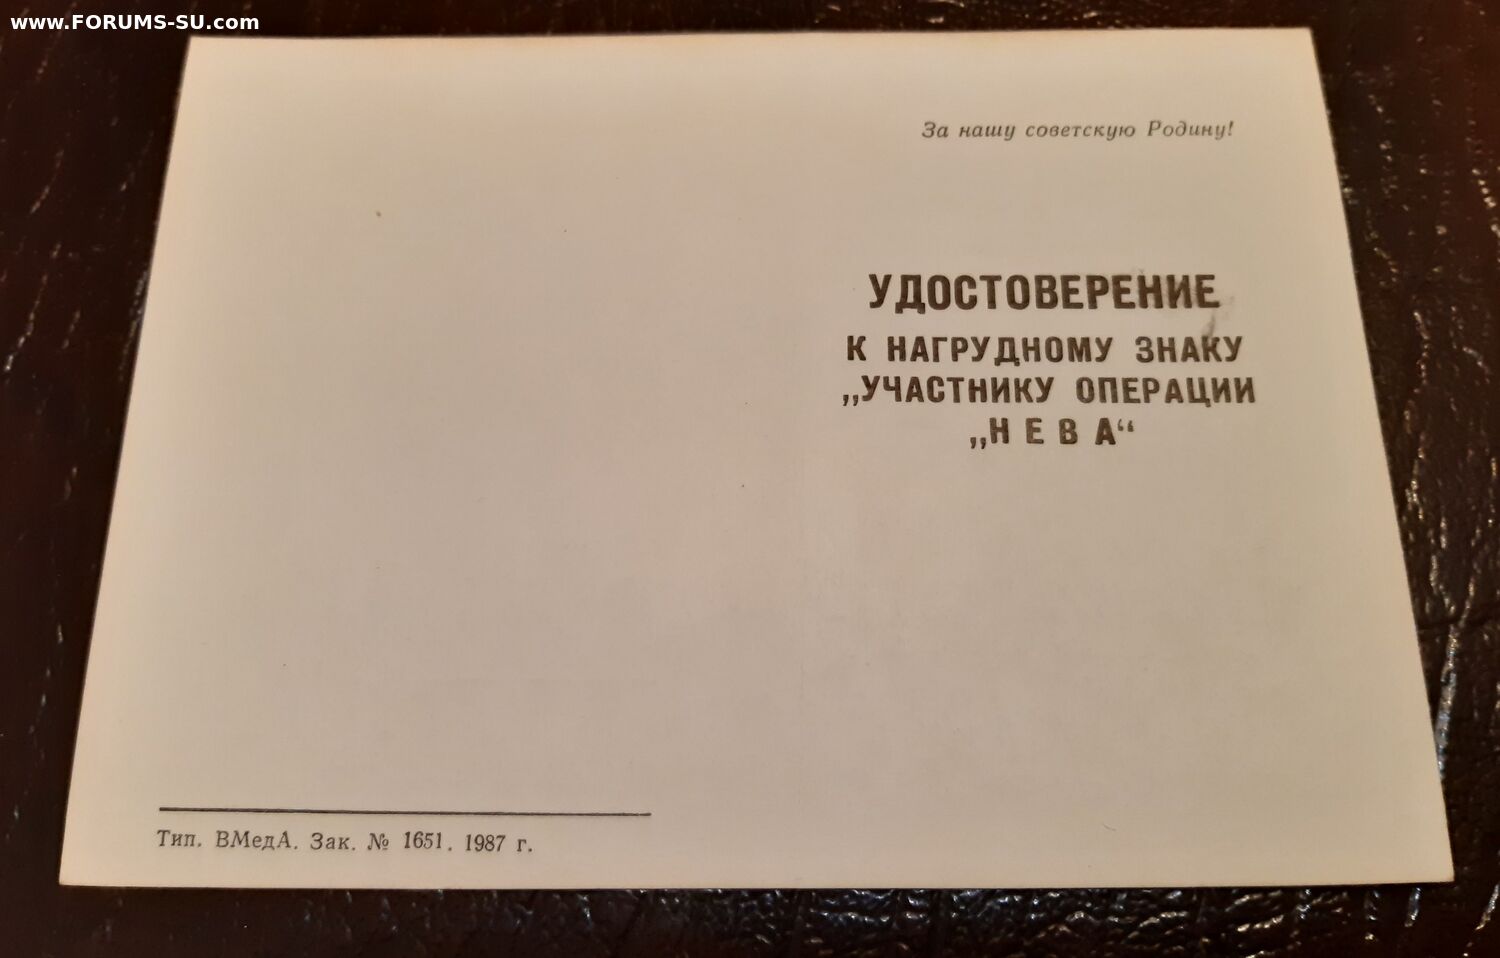 www.FORUMS-SU.com
За нашу советскую Родину!
УДОСТОВЕРЕНИЕ
К НАГРУДНОМУ ЗНАКУ
„УЧАСТНИКУ ОПЕРАЦИИ
„НЕВА“
Тип. ВМедА. Зак. № 1651. 1987 г.